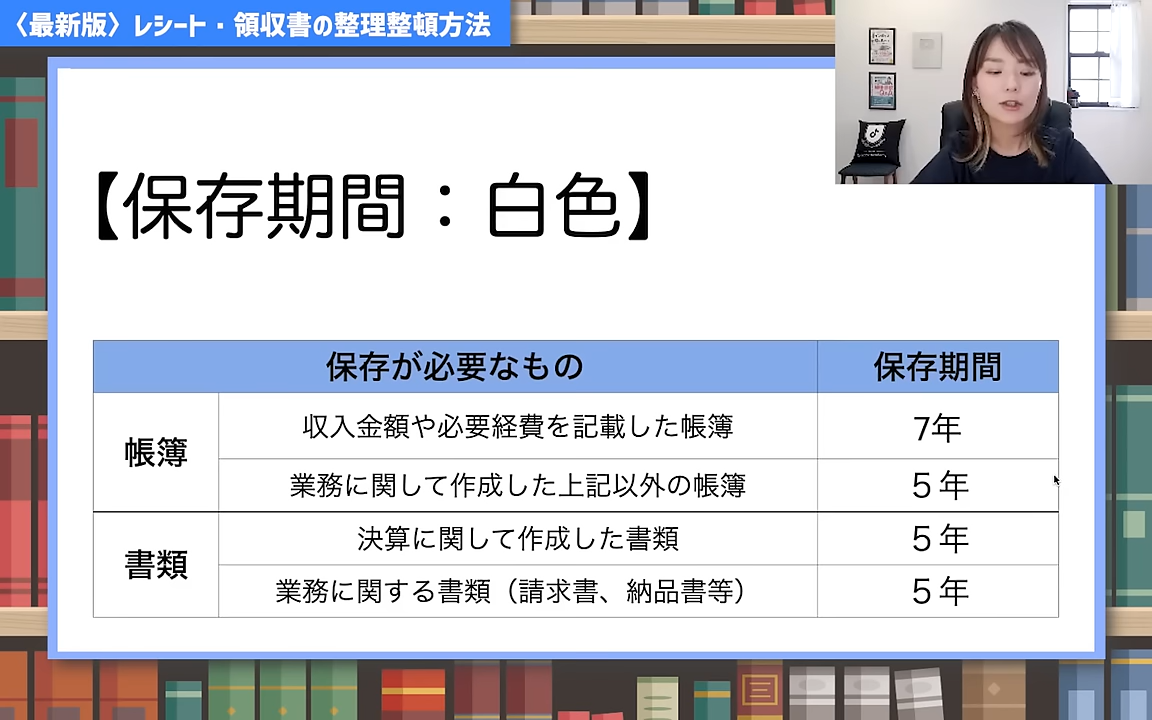 〈最新版〉レシート・領収書の整理整頓方法
【保存期間：白色】
保存が必要なもの 保存期間
帳簿
収入金額や必要経費を記載した帳簿 7年
業務に関して作成した上記以外の帳簿 5年
書類
決算に関して作成した書類 5年
業務に関する書類（請求書、納品書等） 5年